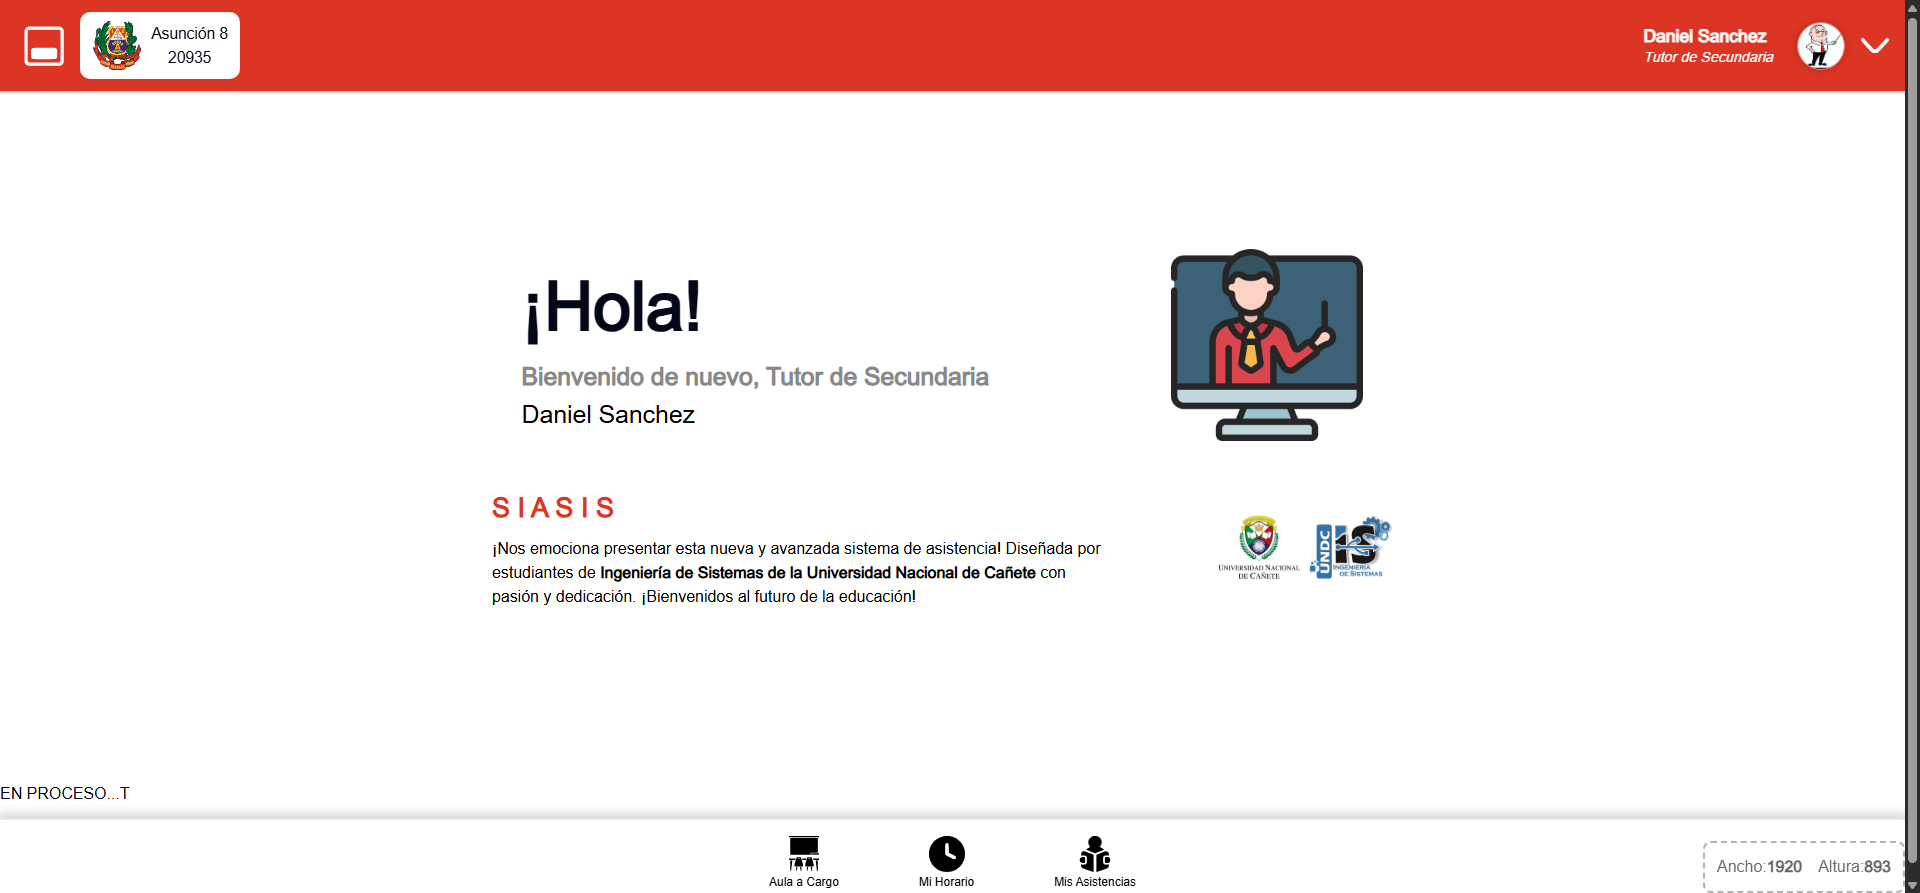 Asunción 8
20935
Daniel Sanchez
Tutor de Secundaria
¡Hola!
Bienvenido de nuevo, Tutor de Secundaria
Daniel Sanchez
SIASIS
¡Nos emociona presentar esta nueva y avanzada sistema de asistencia! Diseñada por
estudiantes de Ingeniería de Sistemas de la Universidad Nacional de Cañete con
pasión y dedicación. ¡Bienvenidos al futuro de la educación!
UNIVERSIDAD NACIONAL
DE CAÑETE
UNDC
IS
INGENIERÍA
DE SISTEMAS
EN PROCESO...T
Aula a Cargo
Mi Horario
Mis Asistencias
Ancho:1920 Altura:893